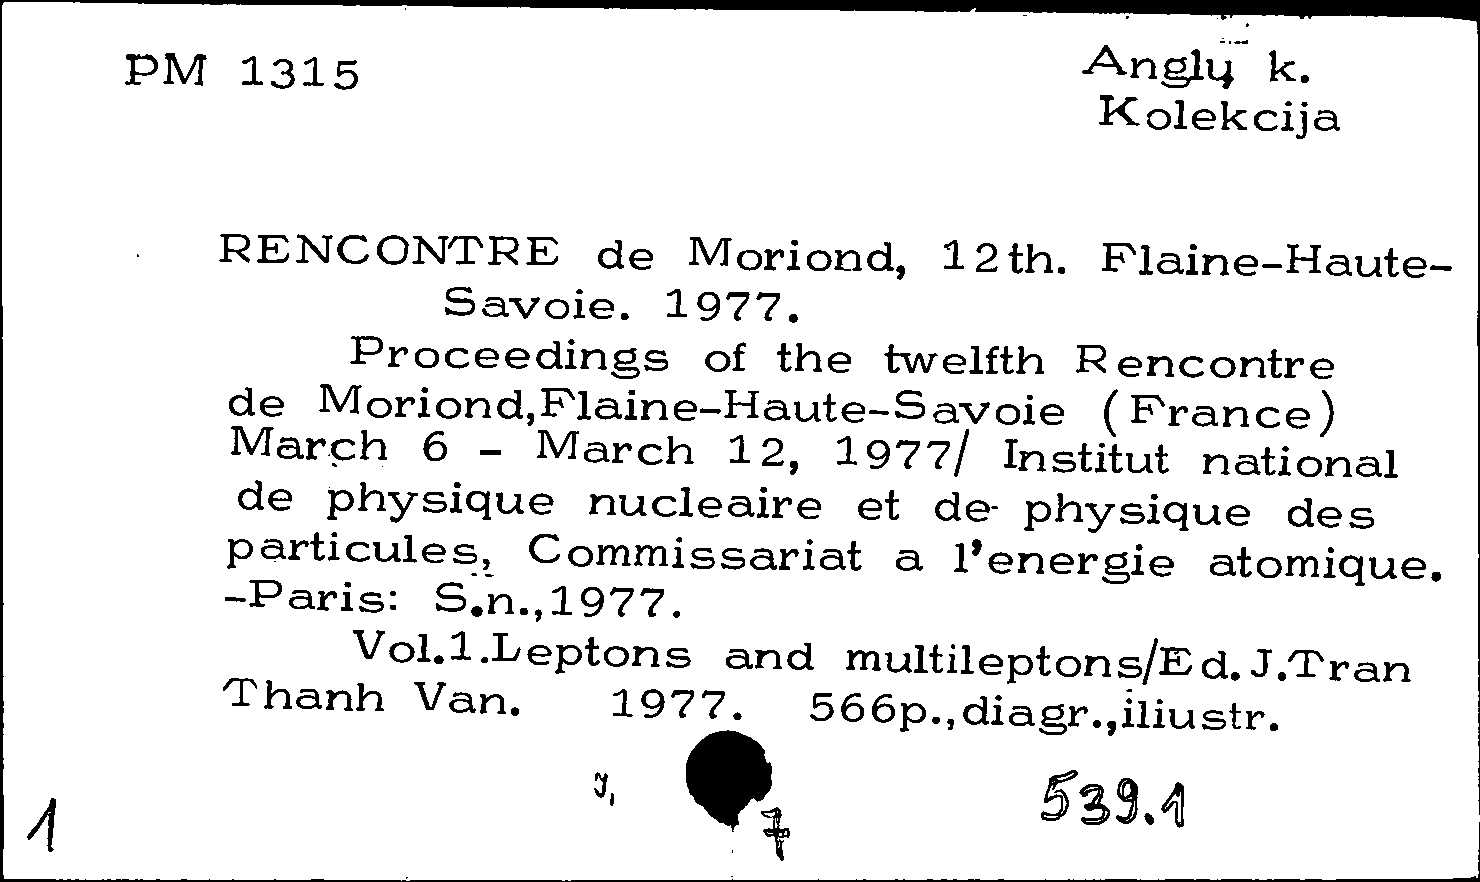 PM 1315
Anglų k.
Kolekcija
RENCONTRE de Moriond, 12th. Flaine-Haute-
Savoie. 1977.
Proceedings of the twelfth Rencontre
de Moriond,Flaine-Haute-Savoie (France)
March 6 - March 12, 1977/ Institut national
de physique nucleaire et de physique des
particules, Commissariat a l'energie atomique.
-Paris: S.n.,1977.
Vol.1.Leptons and multileptons/Ed.J.Tran
Thanh Van. 1977. 566p.,diagr.,iliustr.
539.1
7
1